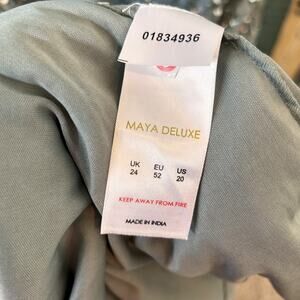 01834936
MAYA DELUXE
UK EU US
24 52 20
KEEP AWAY FROM FIRE
MADE IN INDIA